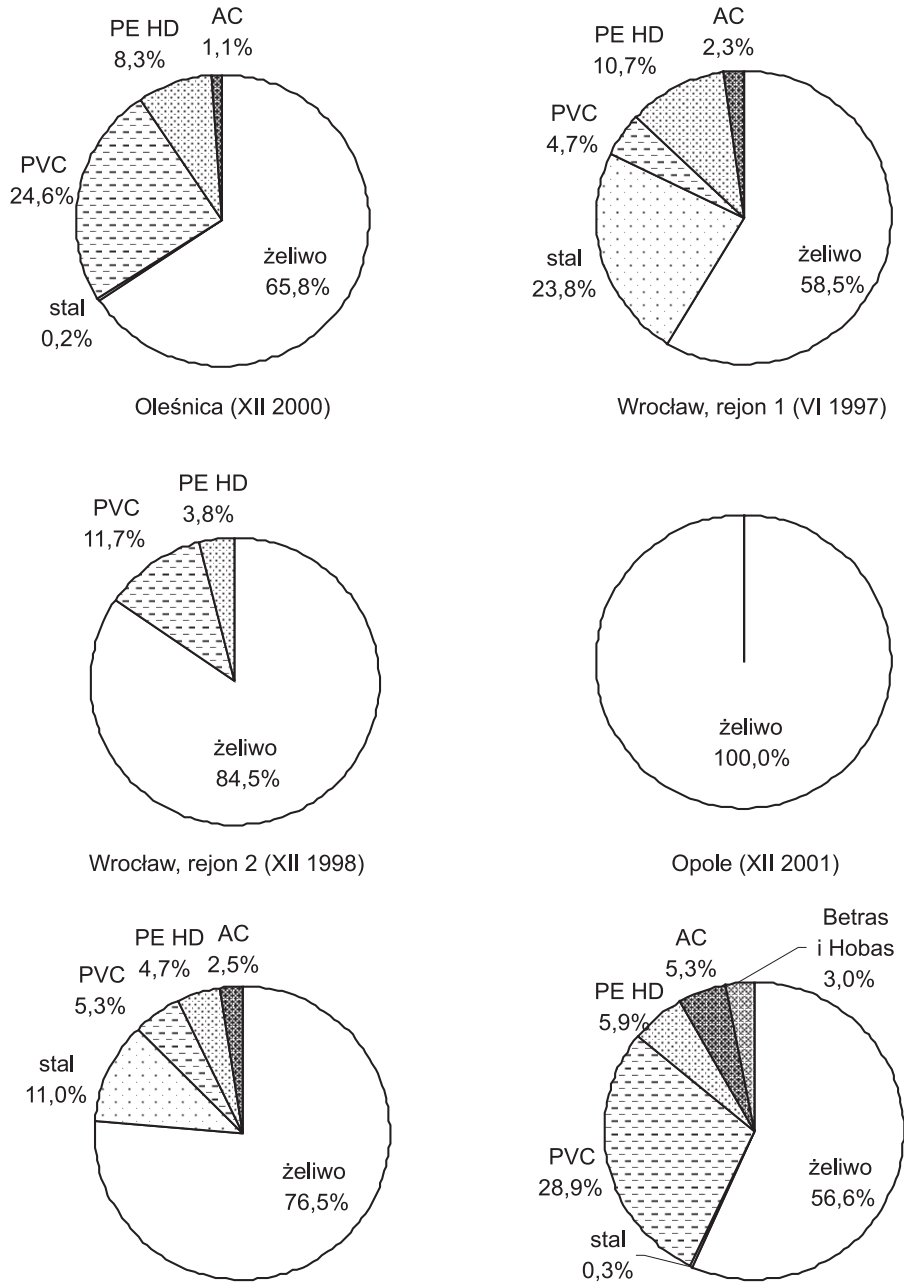 AC
1,1%
PE HD
8,3%
PVC
24,6%
stal
0,2%
żeliwo
65,8%
Oleśnica (XII 2000)
AC
2,3%
PE HD
10,7%
PVC
4,7%
stal
23,8%
żeliwo
58,5%
Wrocław, rejon 1 (VI 1997)
PE HD
3,8%
PVC
11,7%
żeliwo
84,5%
Wrocław, rejon 2 (XII 1998)
żeliwo
100,0%
Opole (XII 2001)
AC
2,5%
PE HD
4,7%
PVC
5,3%
stal
11,0%
żeliwo
76,5%
Betras
i Hobas
3,0%
AC
5,3%
PE HD
5,9%
PVC
28,9%
stal
0,3%
żeliwo
56,6%